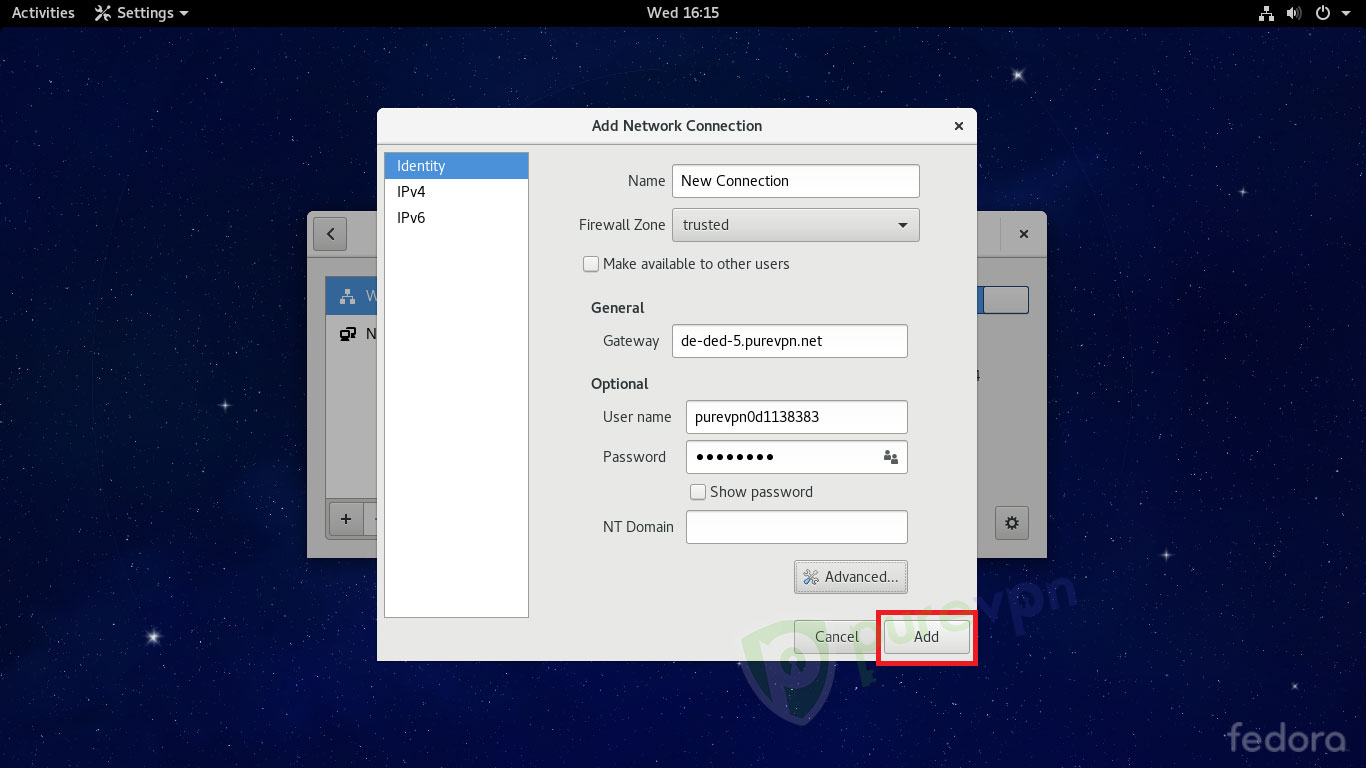 Activities Settings Wed 16:15
Add Network Connection
Identity
IPv4
IPv6
Name New Connection
Firewall Zone trusted
Make available to other users
General
Gateway de-ded-5.purevpn.net
Optional
User name purevpn0d1138383
Password ••••••••
Show password
NT Domain
Advanced...
Cancel Add
W
N
4
purevpn
fedora